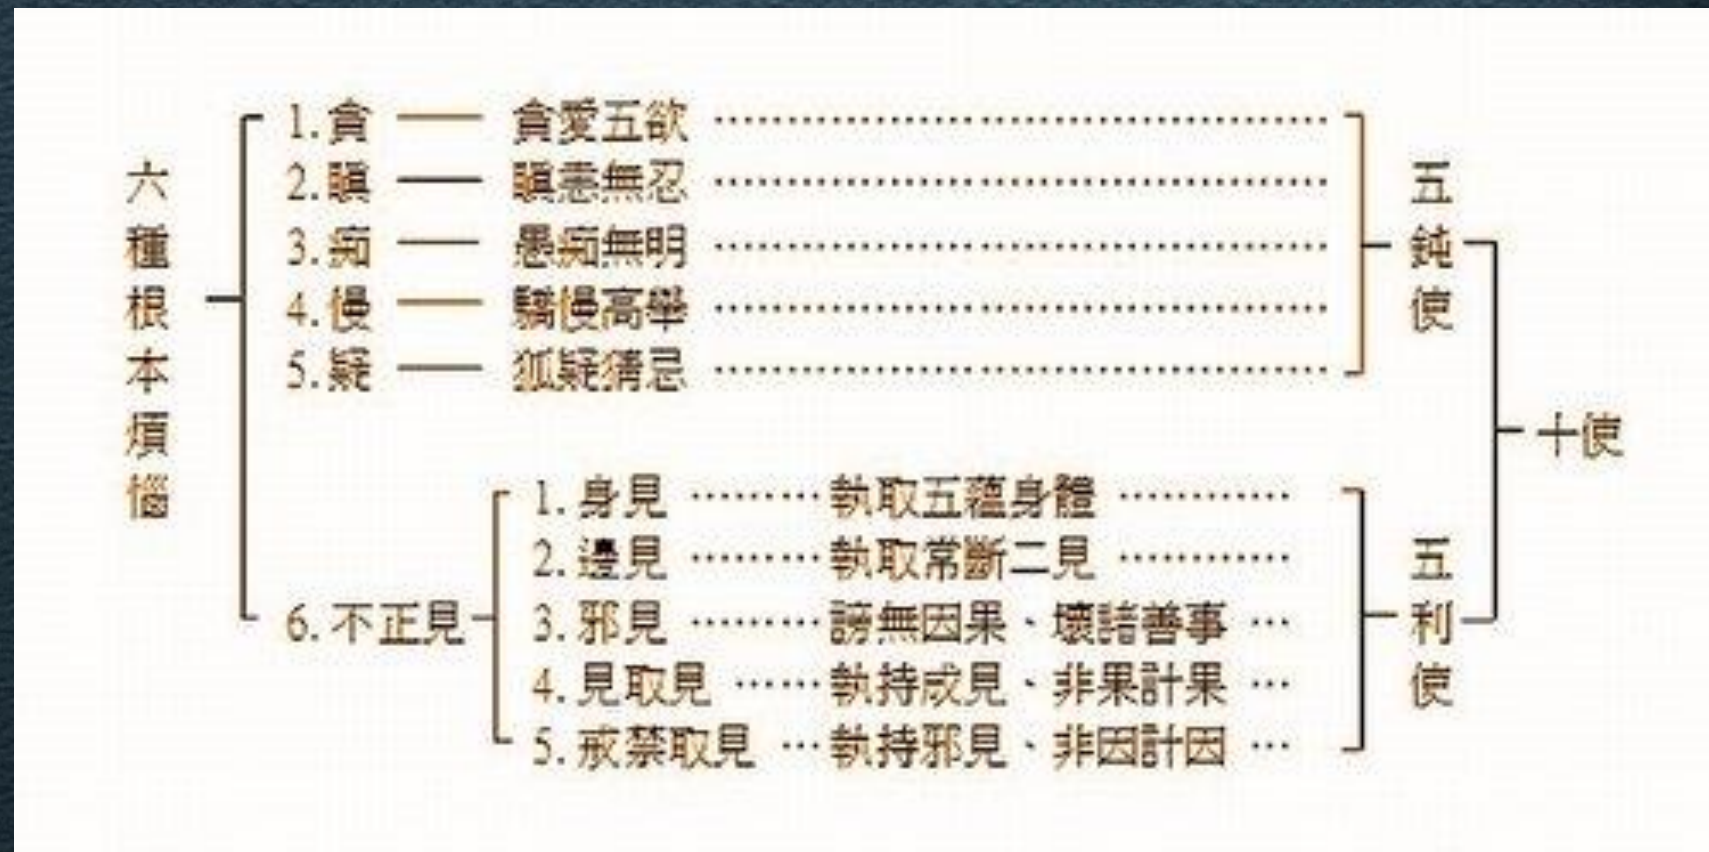 六種根本煩惱
1. 貪 貪愛五欲
2. 瞋 瞋恚無忍
3. 痴 愚痴無明
4. 慢 驕慢高舉
5. 疑 狐疑猜忌
五鈍使
6. 不正見
1. 身見 執取五蘊身體
2. 邊見 執取常斷二見
3. 邪見 謗無因果、壞諸善事
4. 見取見 執持成見、非果計果
5. 戒禁取見 執持邪見、非因計因
五利使
十使